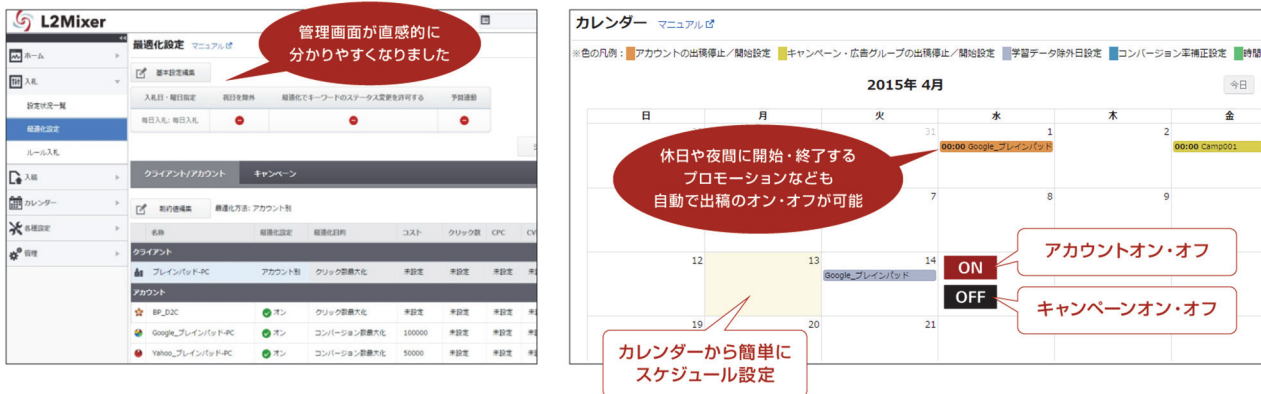 L2Mixer
管理画面が直感的に
分かりやすくなりました
最適化設定 マニュアル
ホーム
入札
設定状況一覧
最適化設定
ルール入札
入稿
カレンダー
各種設定
管理
基本設定編集
入札日・曜日指定 祝日を除外 最適化でキーワードのステータス変更を許可する 予算連動
毎日入札: 毎日入札
クライアント/アカウント キャンペーン
制約値編集 最適化方法: アカウント別
名称 最適化設定 最適化目的 コスト クリック数 CPC
クライアント
ブレインパッド-PC アカウント別 クリック数最大化 未設定 未設定 未設定
アカウント
BP_D2C オン クリック数最大化 未設定 未設定 未設定
Google_ブレインパッド-PC オン コンバージョン数最大化 100000 未設定 未設定
Yahoo_ブレインパッド-PC オン コンバージョン数最大化 50000 未設定 未設定
カレンダー マニュアル
※色の凡例: アカウントの出稿停止/開始設定 キャンペーン・広告グループの出稿停止/開始設定 学習データ除外日設定 コンバージョン率補正設定 時間
2015年 4月
今日
日 月 火 水 木 金
31 1 2
00:00 Google_ブレインパッド 00:00 Camp001
休日や夜間に開始・終了する
プロモーションなども
自動で出稿のオン・オフが可能
7 8 9
12 13 14
Google_ブレインパッド
ON
アカウントオン・オフ
OFF
キャンペーンオン・オフ
19 20 21
カレンダーから簡単に
スケジュール設定